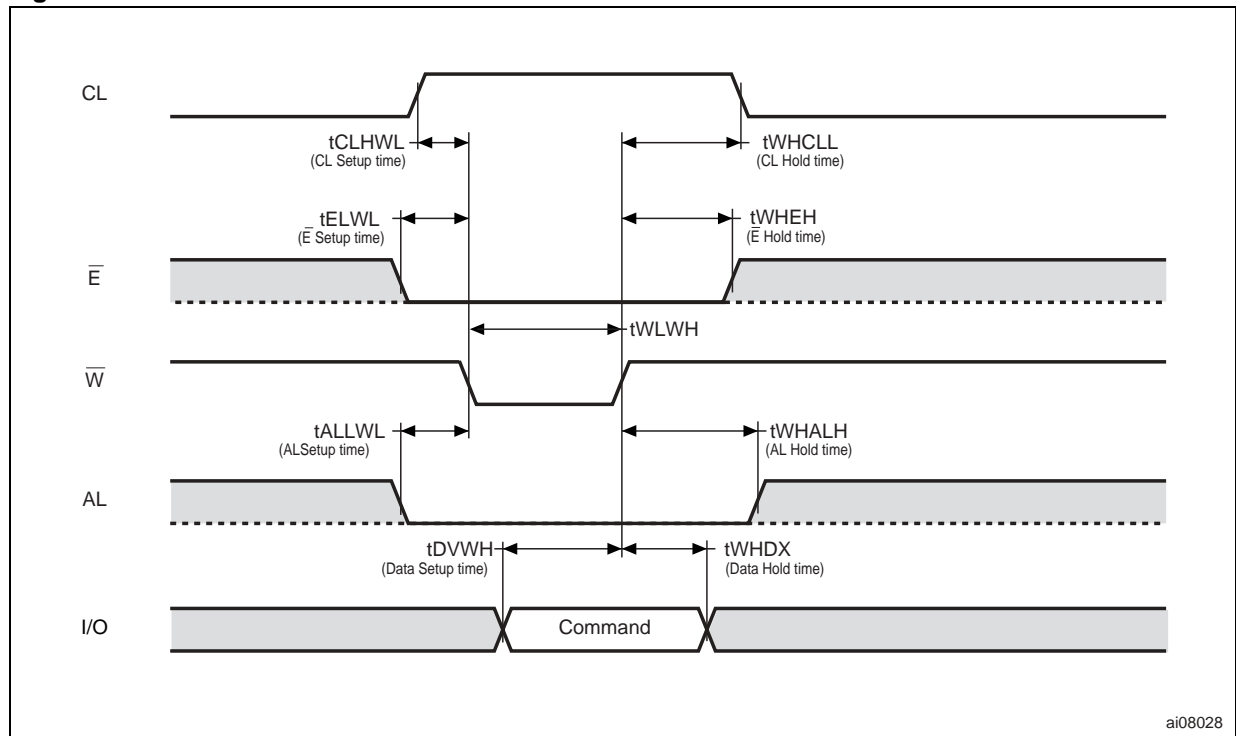 CL
tCLHWL
(CL Setup time)
tWHCLL
(CL Hold time)
tELWL
(E̅ Setup time)
tWHEH
(E̅ Hold time)
E̅
tWLWH
W̅
tALLWL
(ALSetup time)
tWHALH
(AL Hold time)
AL
tDVWH
(Data Setup time)
tWHDX
(Data Hold time)
I/O
Command
ai08028